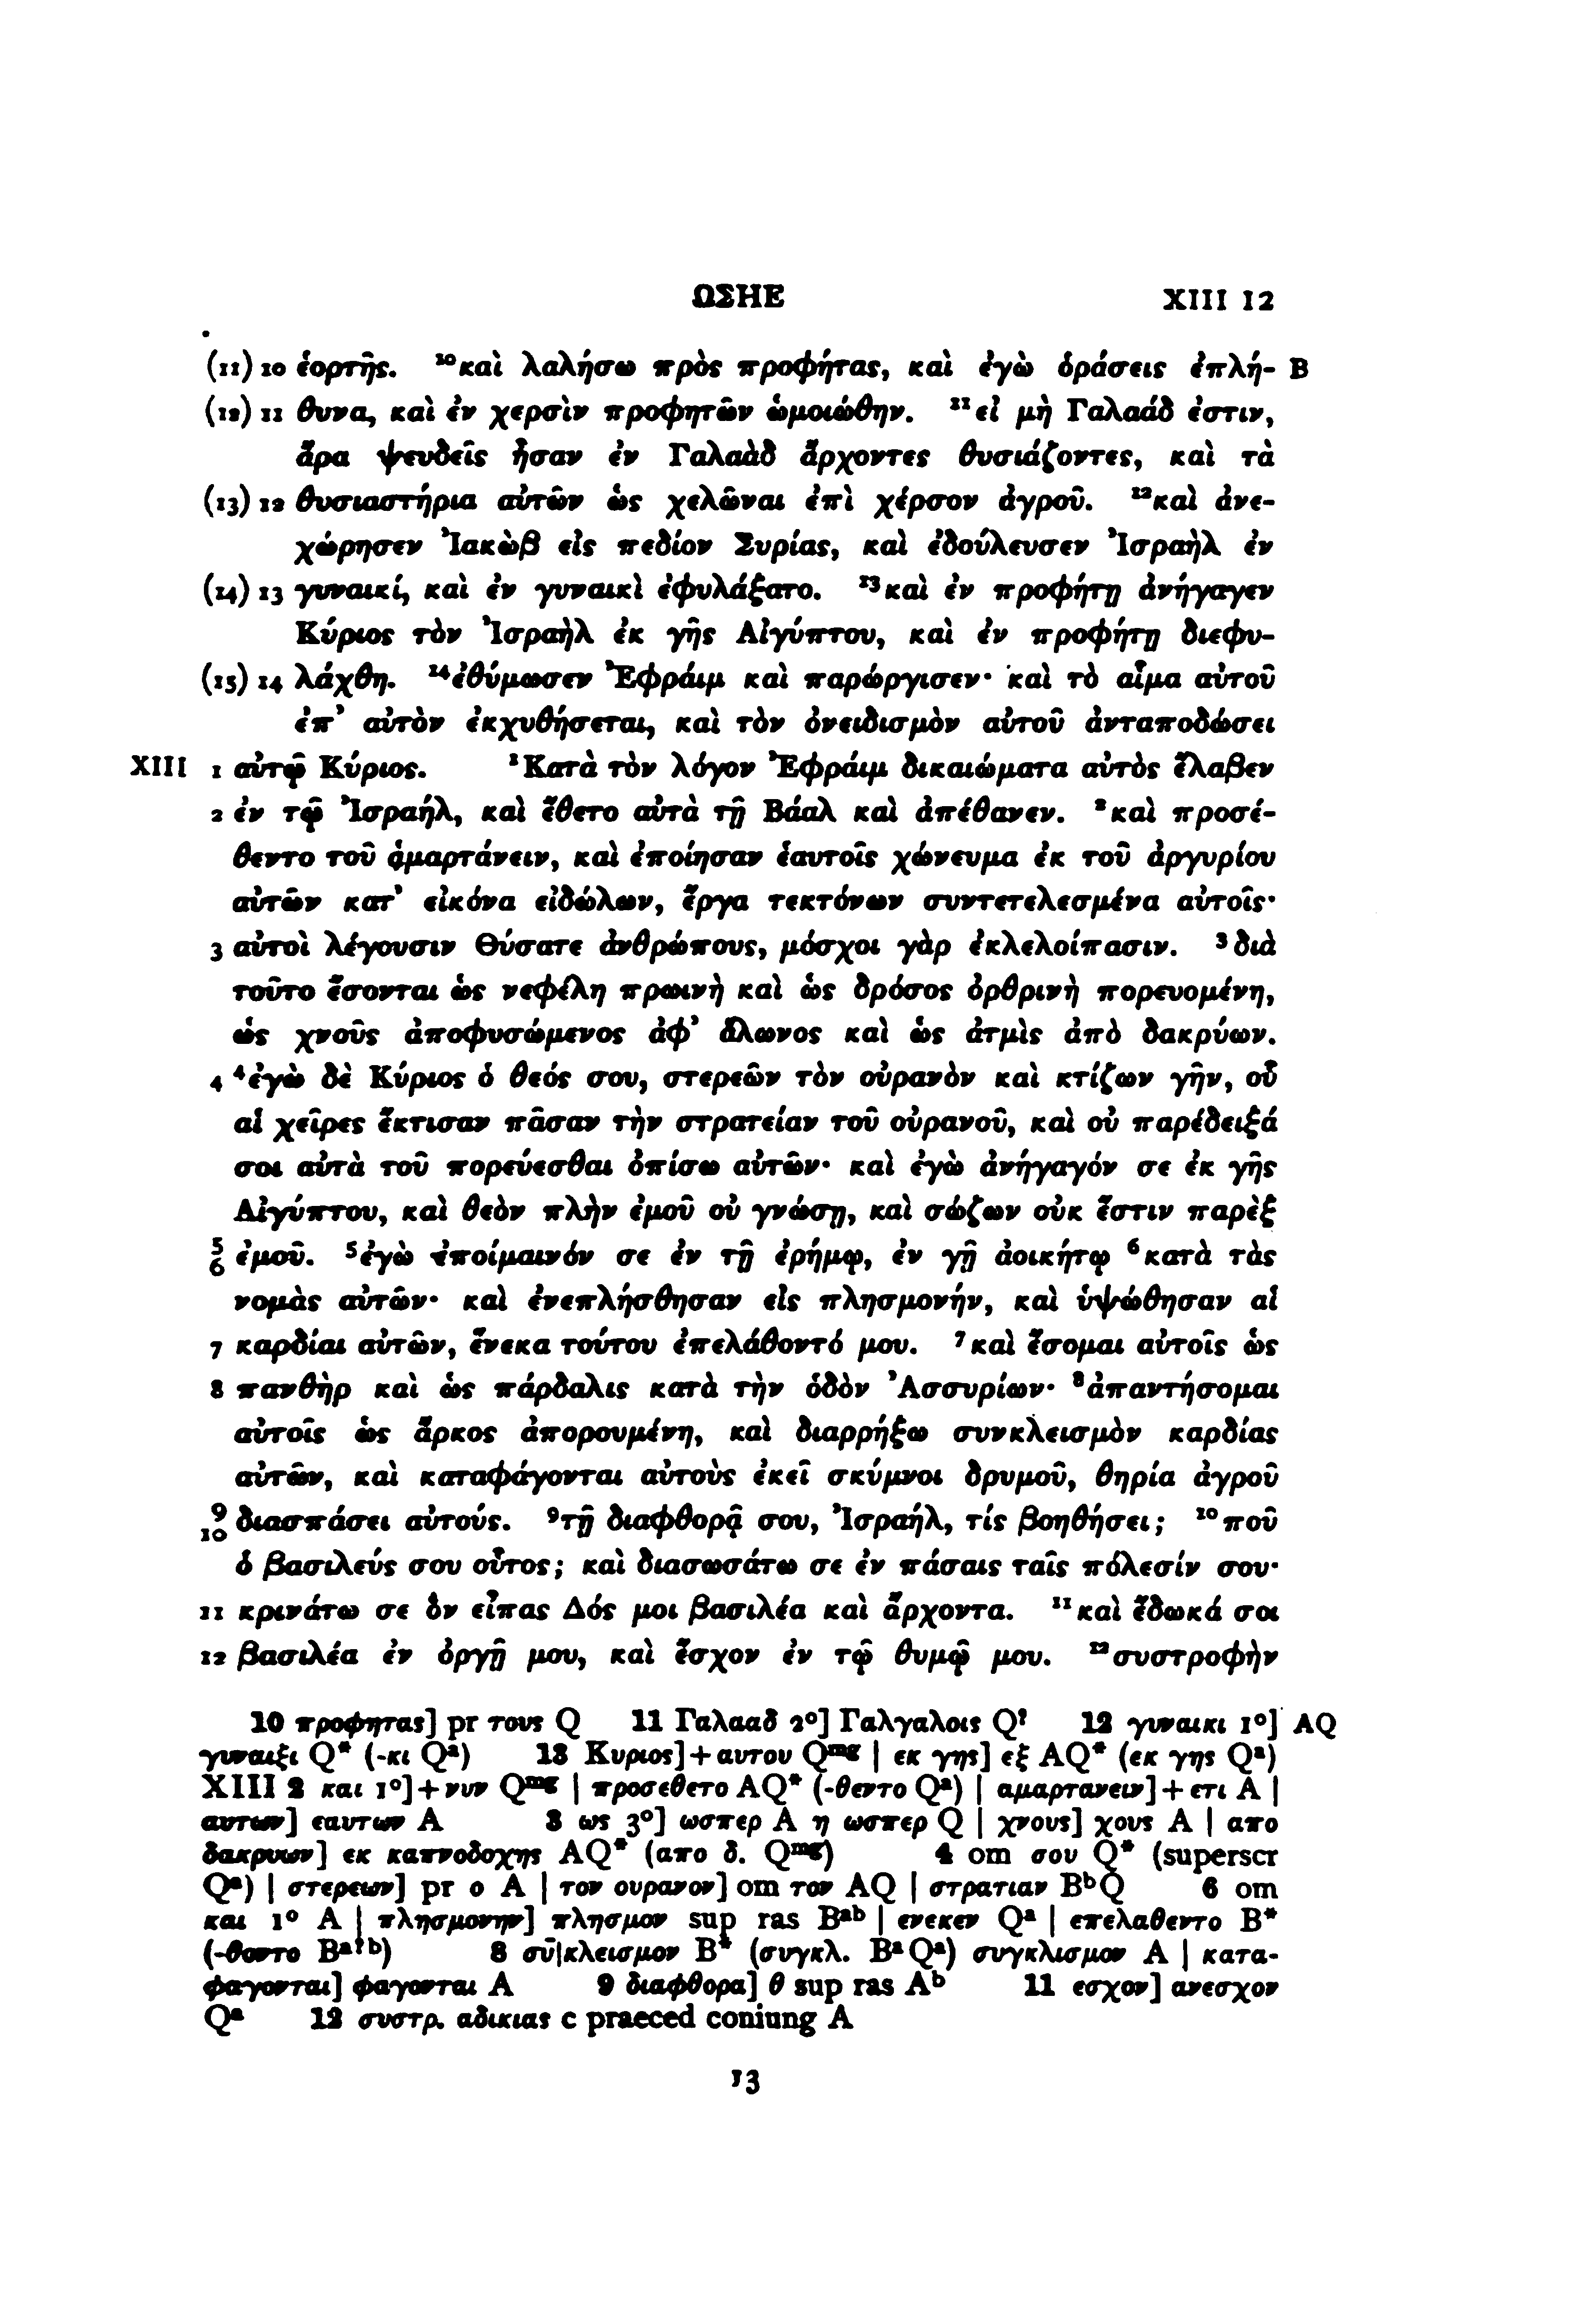 ΩΣΗΕ XIII 12
(11) 10 ἑορτῆς. ¹⁰καὶ λαλήσω πρὸς προφήτας, καὶ ἐγὼ ὁράσεις ἐπλή- B
(12) 11 θυνα, καὶ ἐν χερσὶν προφητῶν ὡμοιώθην. ¹¹εἰ μὴ Γαλαάδ ἐστιν,
ἄρα ψευδεῖς ἦσαν ἐν Γαλαὰδ ἄρχοντες θυσιάζοντες, καὶ τὰ
(13) 12 θυσιαστήρια αὐτῶν ὡς χελῶναι ἐπὶ χέρσον ἀγροῦ. ¹²καὶ ἀνε-
χώρησεν Ἰακὼβ εἰς πεδίον Συρίας, καὶ ἐδούλευσεν Ἰσραὴλ ἐν
(14) 13 γυναικί, καὶ ἐν γυναικὶ ἐφυλάξατο. ¹³καὶ ἐν προφήτῃ ἀνήγαγεν
Κύριος τὸν Ἰσραὴλ ἐκ γῆς Αἰγύπτου, καὶ ἐν προφήτῃ διεφυ-
(15) 14 λάχθη. ¹⁴ἐθύμωσεν Ἐφράιμ καὶ παρώργισεν· καὶ τὸ αἷμα αὐτοῦ
ἐπ᾽ αὐτὸν ἐκχυθήσεται, καὶ τὸν ὀνειδισμὸν αὐτοῦ ἀνταποδώσει
XIII 1 αὐτῷ Κύριος. ¹Κατὰ τὸν λόγον Ἐφράιμ δικαιώματα αὐτὸς ἔλαβεν
2 ἐν τῷ Ἰσραήλ, καὶ ἔθετο αὐτὰ τῇ Βάαλ καὶ ἀπέθανεν. ²καὶ προσέ-
θεντο τοῦ ἁμαρτάνειν, καὶ ἐποίησαν ἑαυτοῖς χώνευμα ἐκ τοῦ ἀργυρίου
αὐτῶν κατ᾽ εἰκόνα εἰδώλων, ἔργα τεκτόνων συντετελεσμένα αὐτοῖς·
3 αὐτοὶ λέγουσιν Θύσατε ἀνθρώπους, μόσχοι γὰρ ἐκλελοίπασιν. ³διὰ
τοῦτο ἔσονται ὡς νεφέλη πρωινὴ καὶ ὡς δρόσος ὀρθρινὴ πορευομένη,
ὡς χνοῦς ἀποφυσώμενος ἀφ᾽ ἅλωνος καὶ ὡς ἀτμὶς ἀπὸ δακρύων.
4 ⁴ἐγὼ δὲ Κύριος ὁ θεός σου, στερεῶν τὸν οὐρανὸν καὶ κτίζων γῆν, οὗ
αἱ χεῖρες ἔκτισαν πᾶσαν τὴν στρατείαν τοῦ οὐρανοῦ, καὶ οὐ παρέδειξά
σοι αὐτὰ τοῦ πορεύεσθαι ὀπίσω αὐτῶν· καὶ ἐγὼ ἀνήγαγόν σε ἐκ γῆς
Αἰγύπτου, καὶ θεὸν πλὴν ἐμοῦ οὐ γνώσῃ, καὶ σώζων οὐκ ἔστιν παρὲξ
5 6 ἐμοῦ. ⁵ἐγὼ ἐποίμαινόν σε ἐν τῇ ἐρήμῳ, ἐν γῇ ἀοικήτῳ ⁶κατὰ τὰς
νομὰς αὐτῶν· καὶ ἐνεπλήσθησαν εἰς πλησμονήν, καὶ ὑψώθησαν αἱ
7 καρδίαι αὐτῶν, ἕνεκα τούτου ἐπελάθοντό μου. ⁷καὶ ἔσομαι αὐτοῖς ὡς
8 πανθὴρ καὶ ὡς πάρδαλις κατὰ τὴν ὁδὸν Ἀσσυρίων· ⁸ἀπαντήσομαι
αὐτοῖς ὡς ἄρκος ἀπορουμένη, καὶ διαρρήξω συνκλεισμὸν καρδίας
αὐτῶν, καὶ καταφάγονται αὐτοὺς ἐκεῖ σκύμνοι δρυμοῦ, θηρία ἀγροῦ
9 10 διασπάσει αὐτούς. ⁹τῇ διαφθορᾷ σου, Ἰσραήλ, τίς βοηθήσει; ¹⁰ποῦ
ὁ βασιλεύς σου οὗτος; καὶ διασωσάτω σε ἐν πάσαις ταῖς πόλεσίν σου·
11 κρινάτω σε ὃν εἶπας Δός μοι βασιλέα καὶ ἄρχοντα. ¹¹καὶ ἔδωκά σοι
12 βασιλέα ἐν ὀργῇ μου, καὶ ἔσχον ἐν τῷ θυμῷ μου. ¹²συστροφὴν
10 προφητας] pr τους Q 11 Γαλααδ 2°] Γαλγαλοις Q? 12 γυναικι 1°] AQ
γυναιξι Q* (-κι Qᵃ) 13 Κυριος]+αυτου Qᵐᵍ | εκ γης] εξ AQ* (εκ γης Qᵃ)
XIII 2 και 1°]+νυν Qᵐᵍ | προσεθετο AQ* (-θεντο Qᵃ) | αμαρτανειν]+ετι A |
αυτων] εαυτων A 3 ως 3°] ωσπερ A η ωσπερ Q | χνους] χους A | απο
δακρυων] εκ καπνοδοχης AQ* (απο δ. Qᵐᵍ) 4 om σου Q* (superscr
Qᵃ) | στερεων] pr ο A | τον ουρανον] om τον AQ | στρατιαν BᵇQ 6 om
και 1° A | πλησμονην] πλησμον sup ras Bᵃᵇ | ενεκεν Qᵃ | επελαθεντο B*
(-θοντο Bᵃ?ᵇ) 8 συ̅|κλεισμον B* (συγκλ. BᵃQᵃ) συγκλισμον A | κατα-
φαγονται] φαγονται A 9 διαφθορα] θ sup ras Aᵇ 11 εσχον] ανεσχον
Qᵃ 12 συστρ. αδικιας c praeced coniung A
13